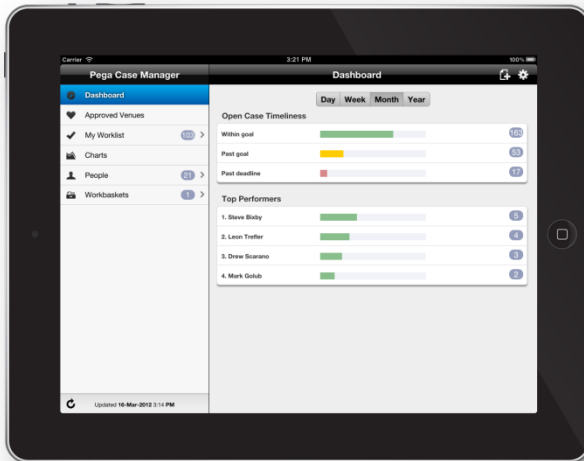 Carrier 3:21 PM 100%
Pega Case Manager
Dashboard
Dashboard
Approved Venues
My Worklist 103
Charts
People 21
Workbaskets 1
Updated 16-Mar-2012 3:14 PM
Day Week Month Year
Open Case Timeliness
Within goal 163
Past goal 53
Past deadline 17
Top Performers
1. Steve Bixby 5
2. Leon Trefler 4
3. Drew Scarano 3
4. Mark Golub 2